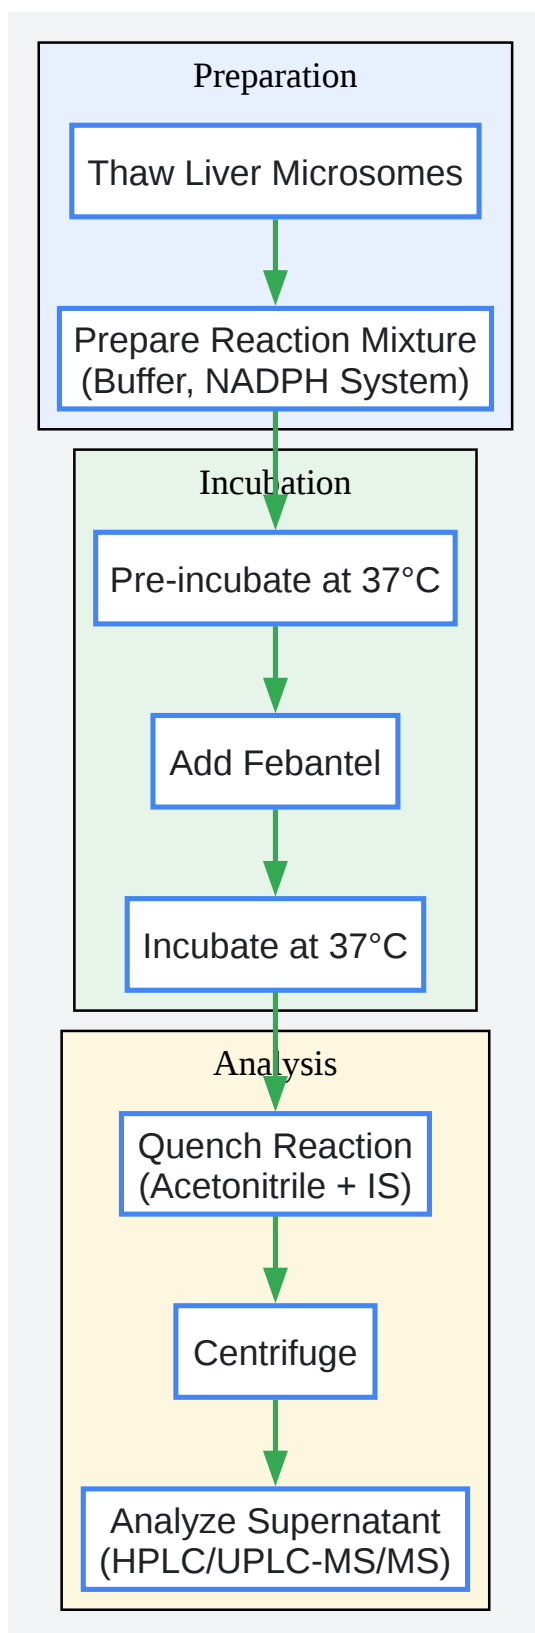 Preparation
Thaw Liver Microsomes
Prepare Reaction Mixture
(Buffer, NADPH System)
Incubation
Pre-incubate at 37°C
Add Febantel
Incubate at 37°C
Analysis
Quench Reaction
(Acetonitrile + IS)
Centrifuge
Analyze Supernatant
(HPLC/UPLC-MS/MS)